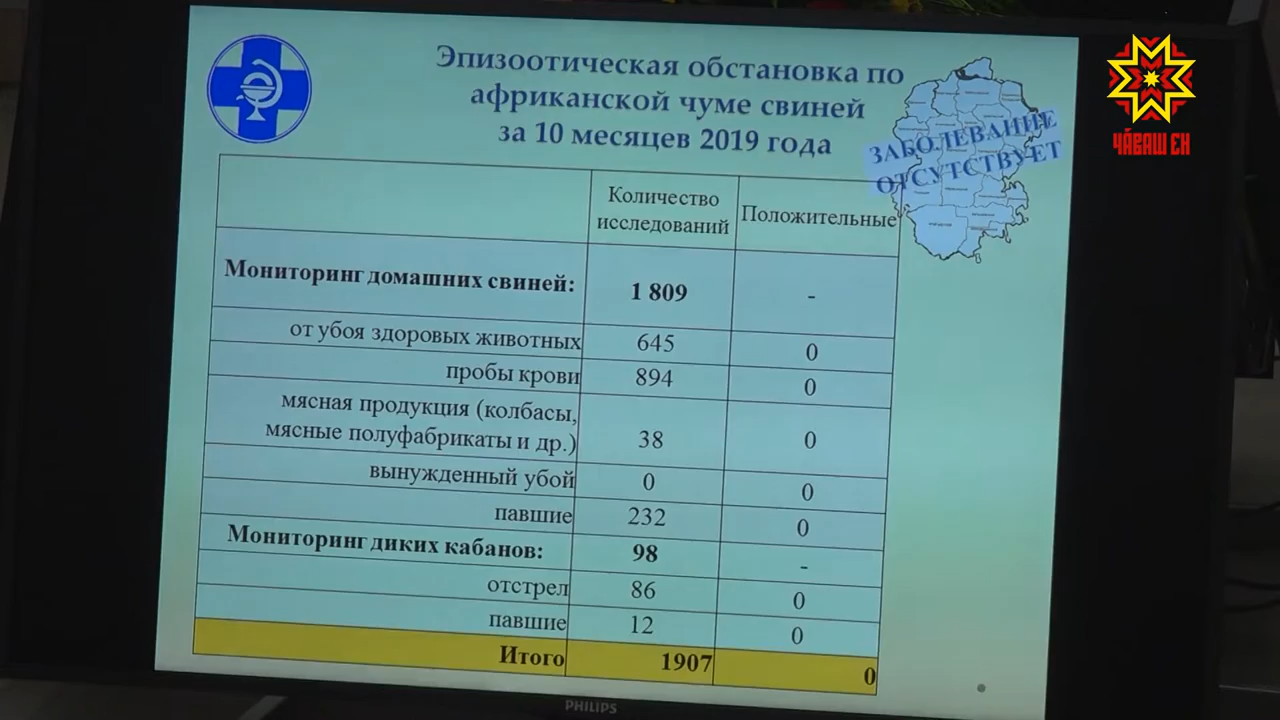 Эпизоотическая обстановка по
африканской чуме свиней
за 10 месяцев 2019 года
ЗАБОЛЕВАНИЕ
ОТСУТСТВУЕТ
ЧӐВАШ ЕН
Количество
исследований
Положительные
Мониторинг домашних свиней: 1 809 -
от убоя здоровых животных 645 0
пробы крови 894 0
мясная продукция (колбасы,
мясные полуфабрикаты и др.) 38 0
вынужденный убой 0 0
павшие 232 0
Мониторинг диких кабанов: 98 -
отстрел 86 0
павшие 12 0
Итого 1907 0
PHILIPS